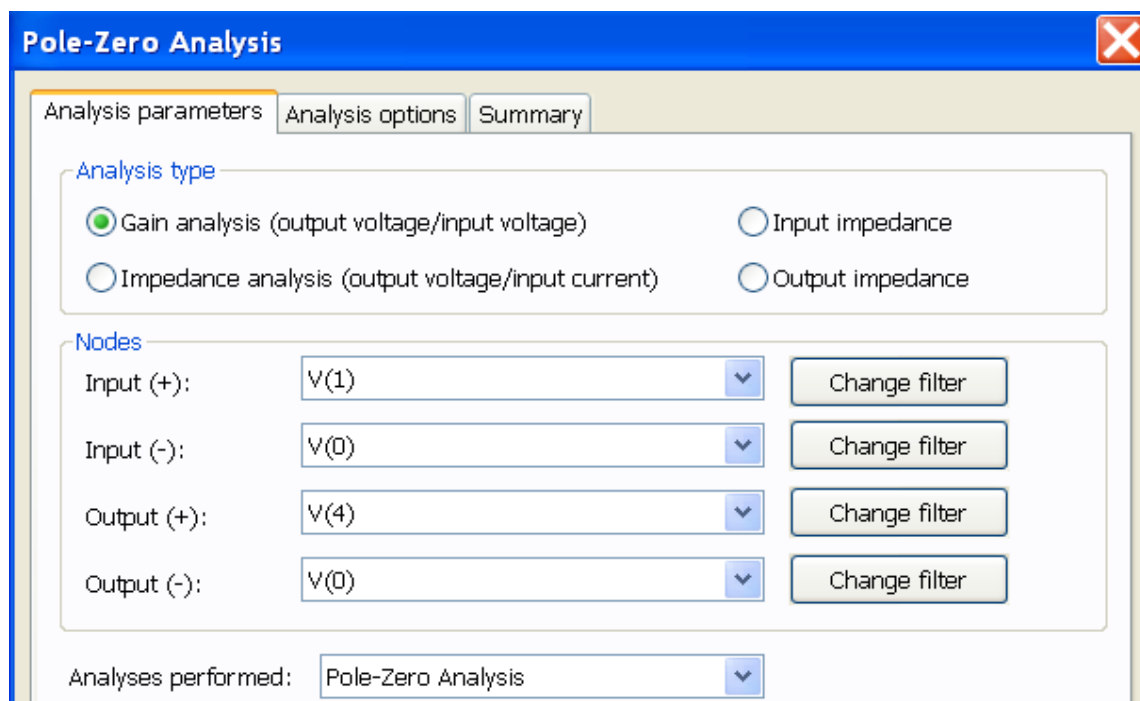 Pole-Zero Analysis
Analysis parameters Analysis options Summary
Analysis type
Gain analysis (output voltage/input voltage) Input impedance
Impedance analysis (output voltage/input current) Output impedance
Nodes
Input (+): V(1) Change filter
Input (-): V(0) Change filter
Output (+): V(4) Change filter
Output (-): V(0) Change filter
Analyses performed: Pole-Zero Analysis